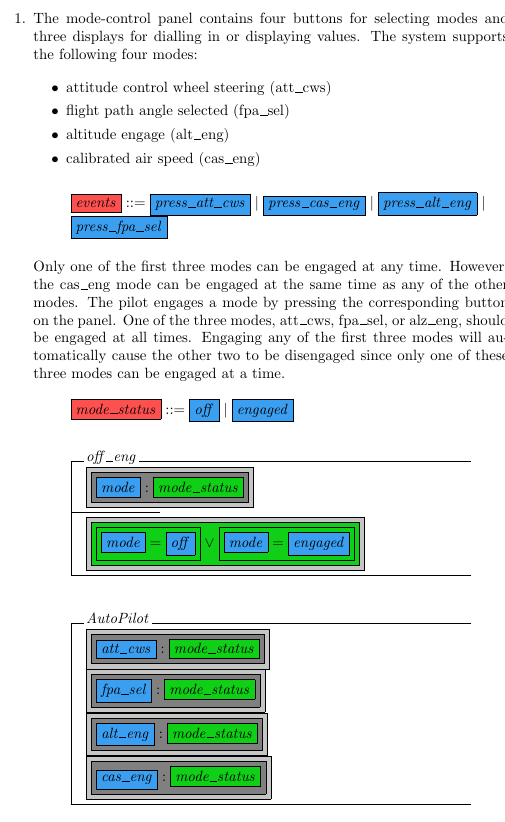 1. The mode-control panel contains four buttons for selecting modes and
three displays for dialling in or displaying values. The system supports
the following four modes:
• attitude control wheel steering (att_cws)
• flight path angle selected (fpa_sel)
• altitude engage (alt_eng)
• calibrated air speed (cas_eng)
events ::= press_att_cws | press_cas_eng | press_alt_eng |
press_fpa_sel
Only one of the first three modes can be engaged at any time. However,
the cas_eng mode can be engaged at the same time as any of the other
modes. The pilot engages a mode by pressing the corresponding button
on the panel. One of the three modes, att_cws, fpa_sel, or alz_eng, should
be engaged at all times. Engaging any of the first three modes will au-
tomatically cause the other two to be disengaged since only one of these
three modes can be engaged at a time.
mode_status ::= off | engaged
off_eng
mode : mode_status
mode = off ∨ mode = engaged
AutoPilot
att_cws : mode_status
fpa_sel : mode_status
alt_eng : mode_status
cas_eng : mode_status